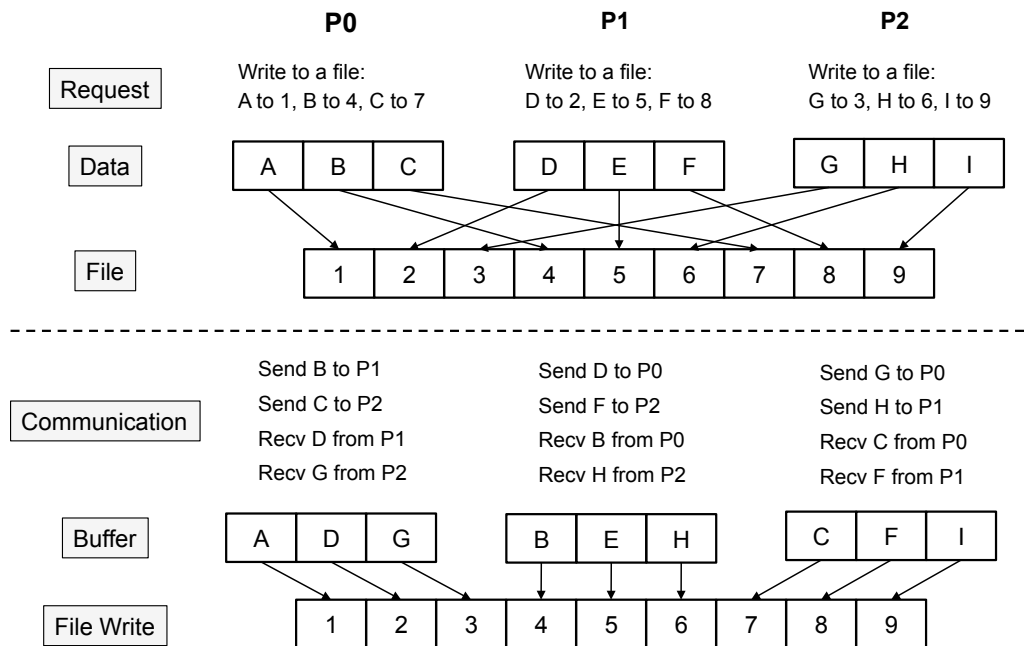 P0 P1 P2
Request
Write to a file: Write to a file: Write to a file:
A to 1, B to 4, C to 7 D to 2, E to 5, F to 8 G to 3, H to 6, I to 9
Data A B C D E F G H I
File 1 2 3 4 5 6 7 8 9
Send B to P1 Send D to P0 Send G to P0
Communication
Send C to P2 Send F to P2 Send H to P1
Recv D from P1 Recv B from P0 Recv C from P0
Recv G from P2 Recv H from P2 Recv F from P1
Buffer A D G B E H C F I
File Write 1 2 3 4 5 6 7 8 9